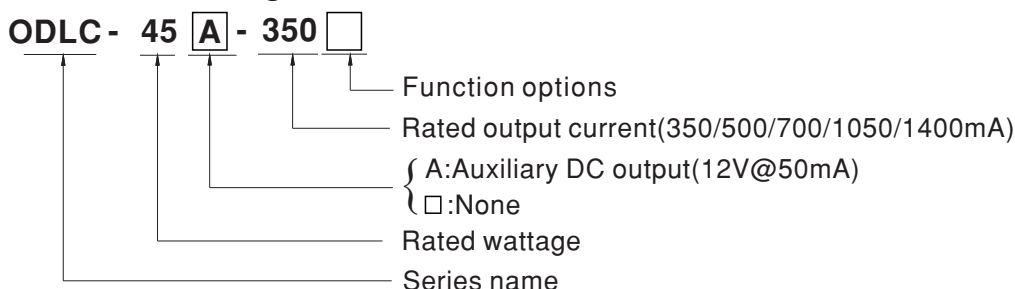 ODLC - 45 A - 350
Function options
Rated output current(350/500/700/1050/1400mA)
A:Auxiliary DC output(12V@50mA)
□:None
Rated wattage
Series name